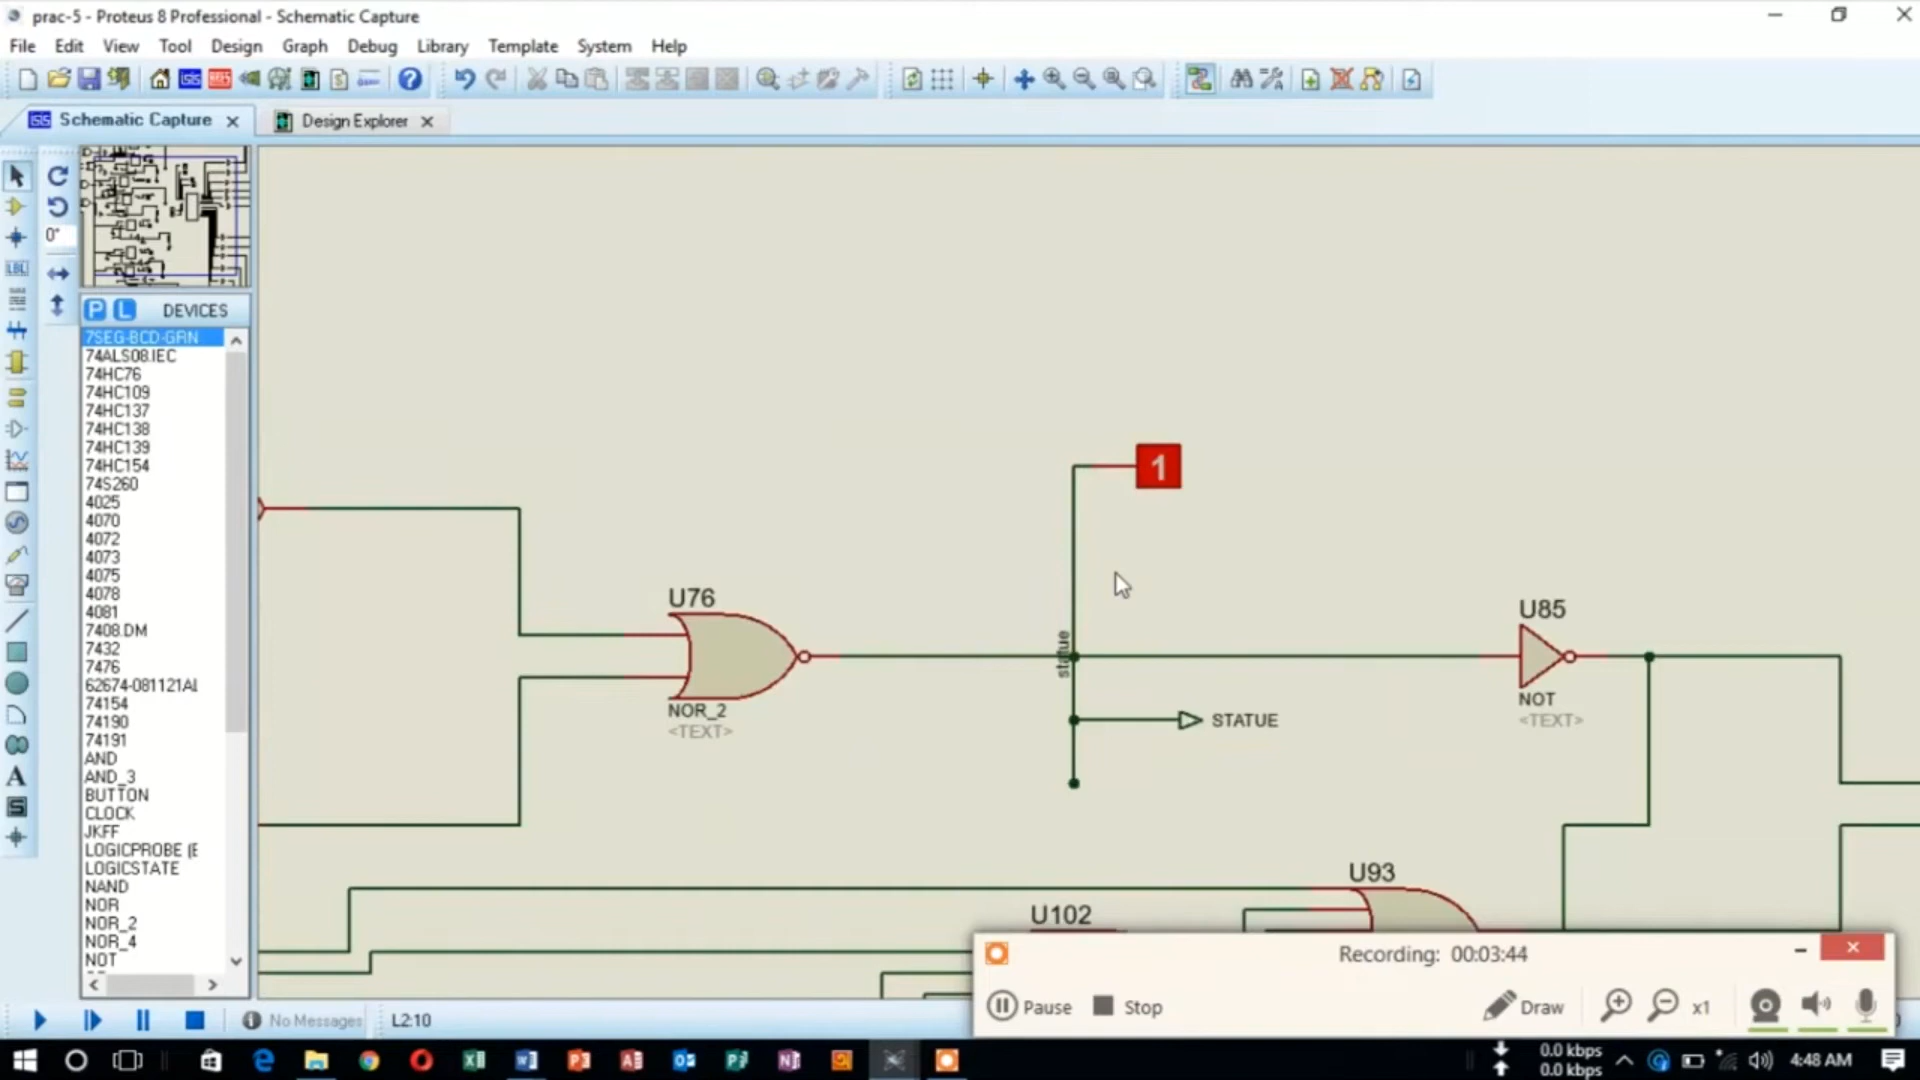 prac-5 - Proteus 8 Professional - Schematic Capture
File Edit View Tool Design Graph Debug Library Template System Help
Schematic Capture
Design Explorer
0°
LBL
P L DEVICES
7SEG-BCD-GRN
74ALS08.IEC
74HC76
74HC109
74HC137
74HC138
74HC139
74HC154
74S260
4025
4070
4072
4073
4075
4078
4081
7408.DM
7432
7476
62674-081121AL
74154
74190
74191
AND
AND_3
BUTTON
CLOCK
JKFF
LOGICPROBE (E
LOGICSTATE
NAND
NOR
NOR_2
NOR_4
NOT
A
S
1
U76
NOR_2
<TEXT>
statue
STATUE
U85
NOT
<TEXT>
U93
U102
Recording: 00:03:44
Pause
Stop
Draw
x1
No Messages
L2:10
0.0 kbps
0.0 kbps
4:48 AM